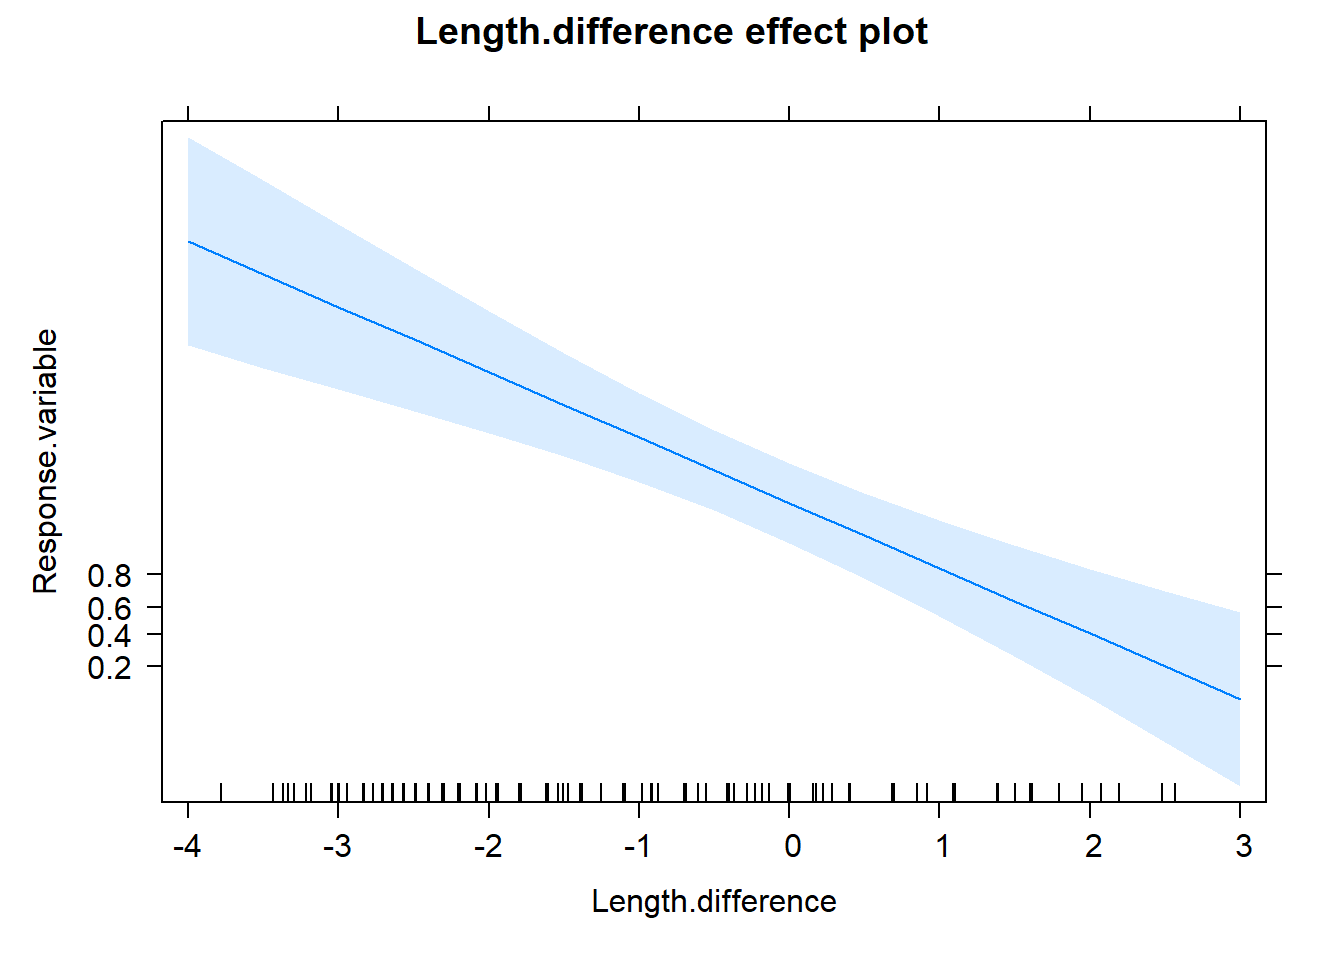 Length.difference effect plot
Response.variable
0.8
0.6
0.4
0.2
-4 -3 -2 -1 0 1 2 3
Length.difference